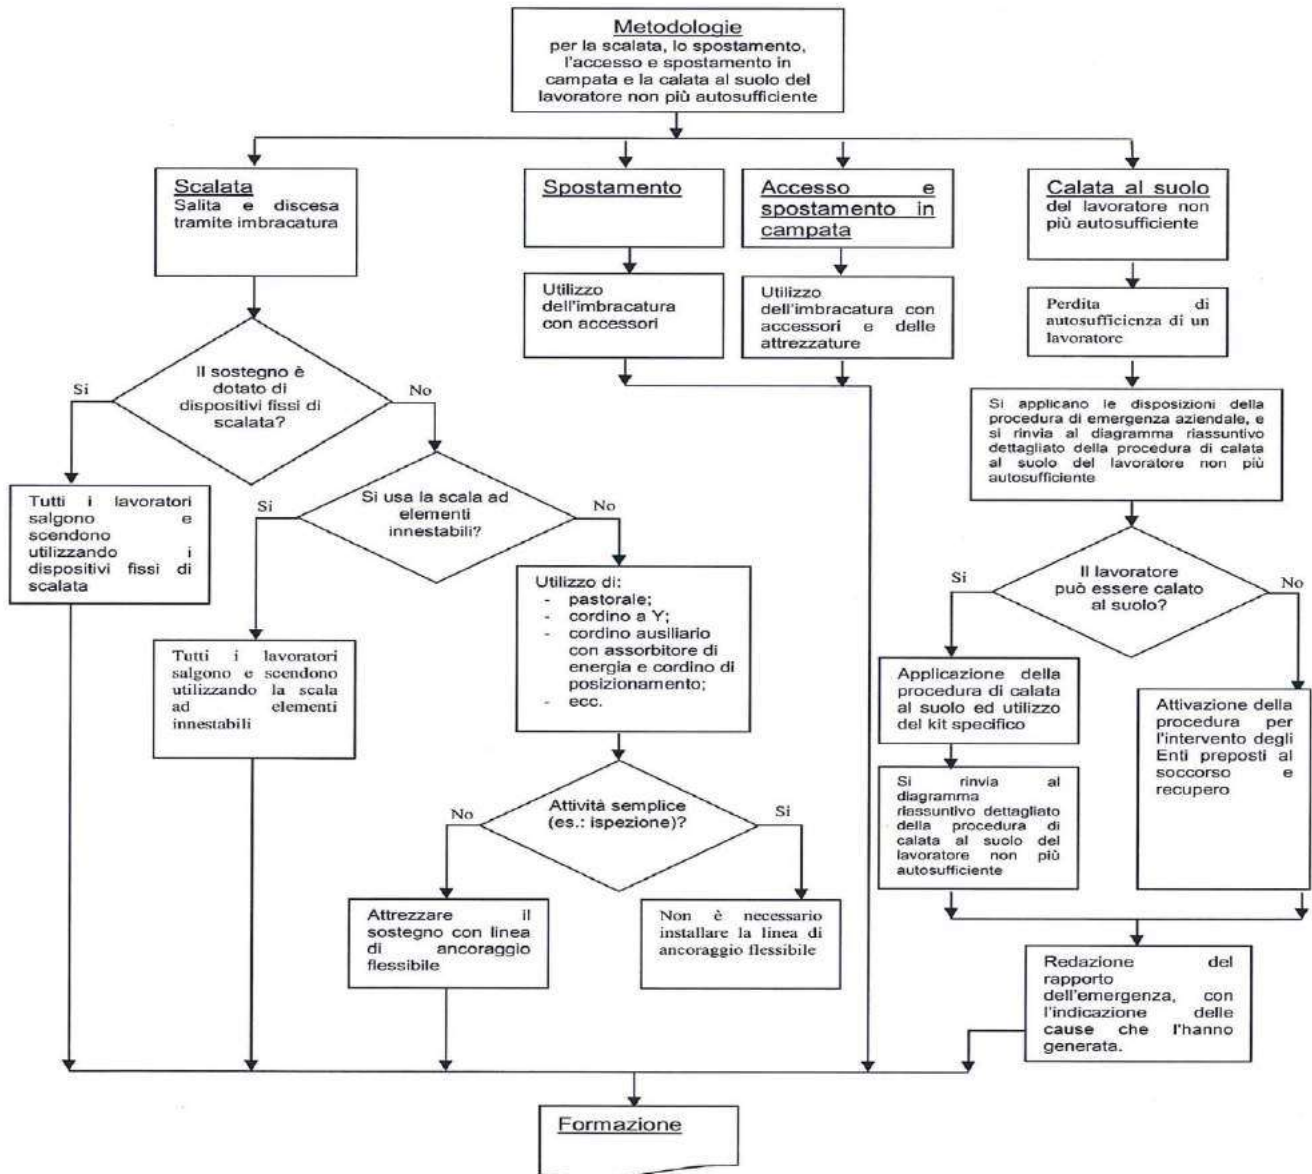 Metodologie
per la scalata, lo spostamento,
l'accesso e spostamento in
campata e la calata al suolo del
lavoratore non più autosufficiente
Scalata
Salita e discesa
tramite imbracatura
Spostamento
Accesso e
spostamento in
campata
Calata al suolo
del lavoratore non
più autosufficiente
Utilizzo
dell'imbracatura
con accessori
Utilizzo
dell'imbracatura con
accessori e delle
attrezzature
Perdita di
autosufficienza di un
lavoratore
Il sostegno è
dotato di
dispositivi fissi di
scalata?
Si
No
Si applicano le disposizioni della
procedura di emergenza aziendale, e
si rinvia al diagramma riassuntivo
dettagliato della procedura di calata
al suolo del lavoratore non più
autosufficiente
Tutti i lavoratori
salgono e
scendono
utilizzando i
dispositivi fissi di
scalata
Si usa la scala ad
elementi
innestabili?
Si
No
Il lavoratore
può essere calato
al suolo?
Si
No
Utilizzo di:
- pastorale;
- cordino a Y;
- cordino ausiliario
con assorbitore di
energia e cordino di
posizionamento;
- ecc.
Tutti i lavoratori
salgono e scendono
utilizzando la scala
ad elementi
innestabili
Applicazione della
procedura di calata
al suolo ed utilizzo
del kit specifico
Attivazione della
procedura per
l'intervento degli
Enti preposti al
soccorso e
recupero
Si rinvia al
diagramma
riassuntivo dettagliato
della procedura di
calata al suolo del
lavoratore non più
autosufficiente
Attività semplice
(es.: ispezione)?
No
Si
Attrezzare il
sostegno con linea
di ancoraggio
flessibile
Non è necessario
installare la linea di
ancoraggio flessibile
Redazione del
rapporto
dell'emergenza, con
l'indicazione delle
cause che l'hanno
generata.
Formazione